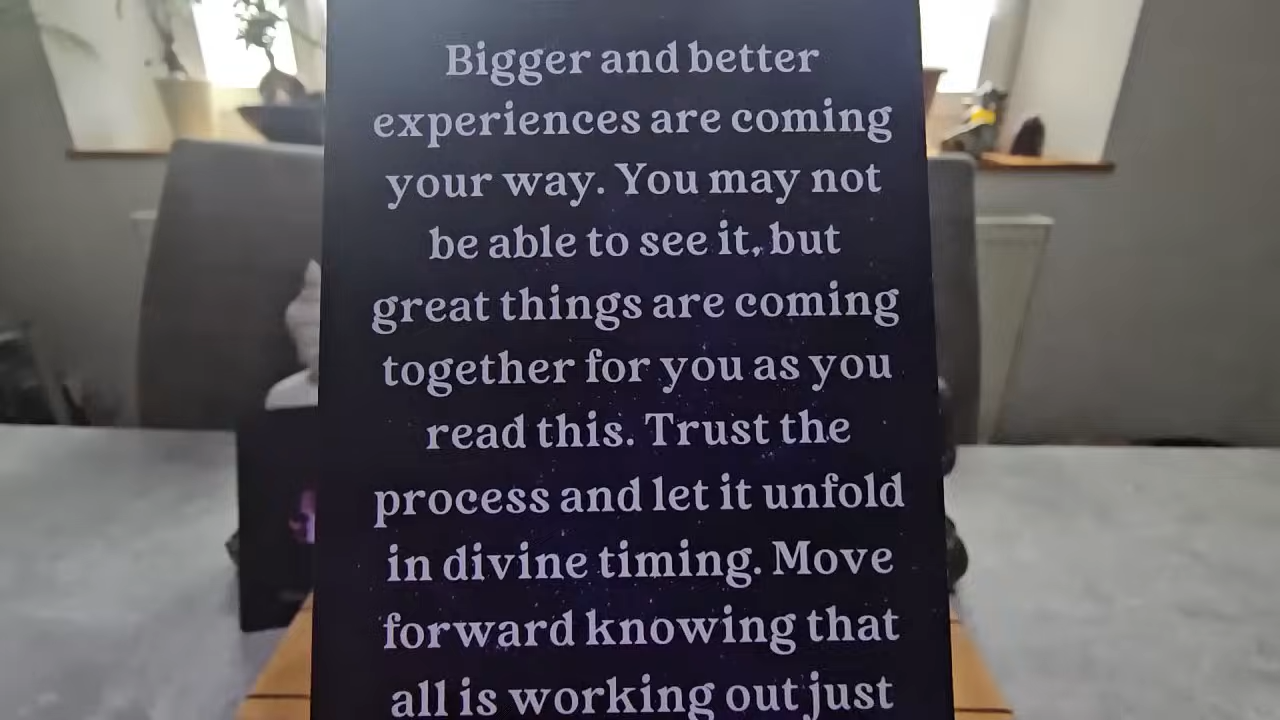 Bigger and better
experiences are coming
your way. You may not
be able to see it, but
great things are coming
together for you as you
read this. Trust the
process and let it unfold
in divine timing. Move
forward knowing that
all is working out just